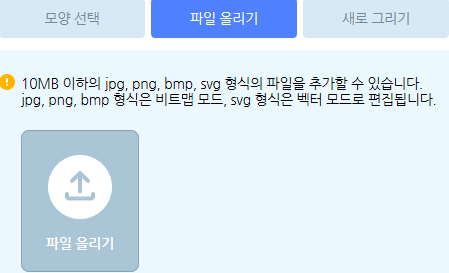 모양 선택
파일 올리기
새로 그리기
10MB 이하의 jpg, png, bmp, svg 형식의 파일을 추가할 수 있습니다.
jpg, png, bmp 형식은 비트맵 모드, svg 형식은 벡터 모드로 편집됩니다.
파일 올리기